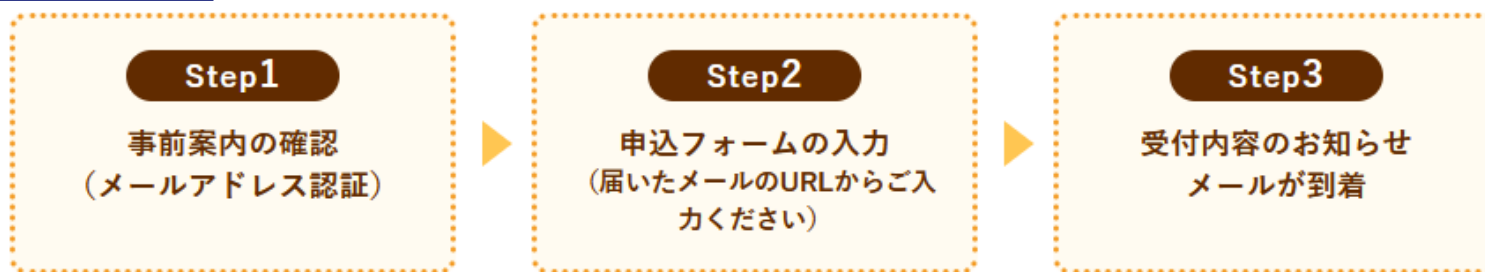 Step1
事前案内の確認
（メールアドレス認証）
Step2
申込フォームの入力
（届いたメールのURLからご入
力ください）
Step3
受付内容のお知らせ
メールが到着